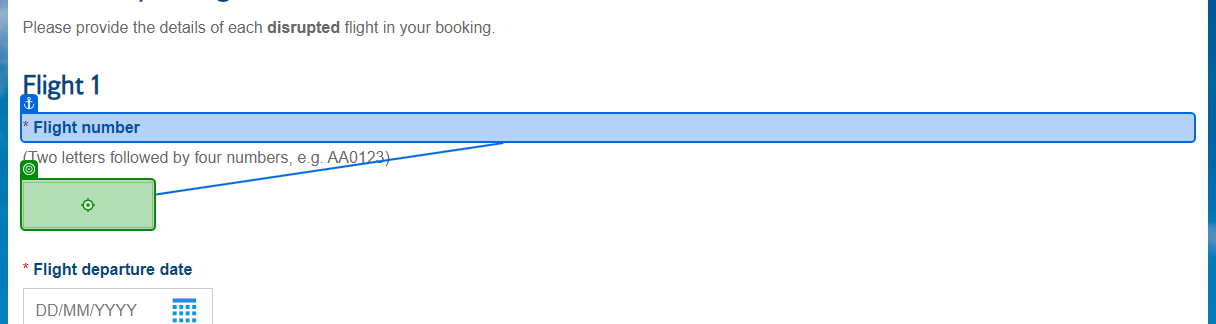 Please provide the details of each disrupted flight in your booking.
Flight 1
* Flight number
(Two letters followed by four numbers, e.g. AA0123)
* Flight departure date
DD/MM/YYYY